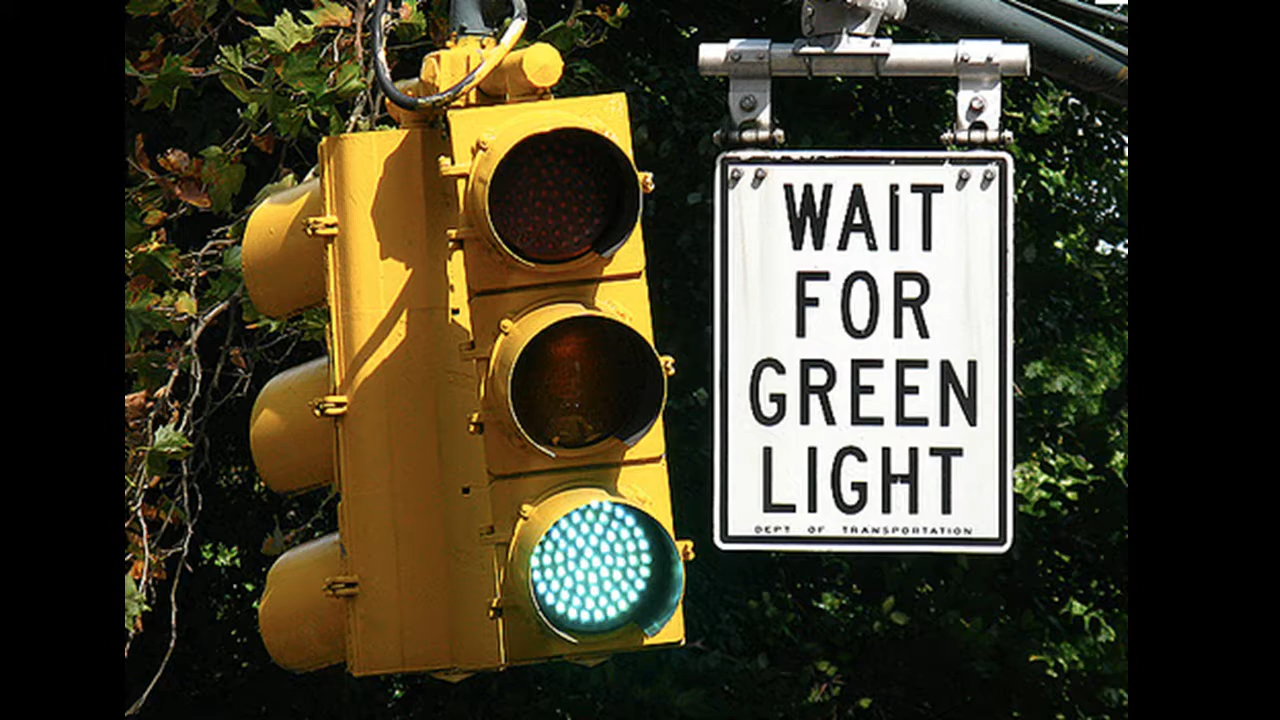 WAIT
FOR
GREEN
LIGHT
DEPT OF TRANSPORTATION